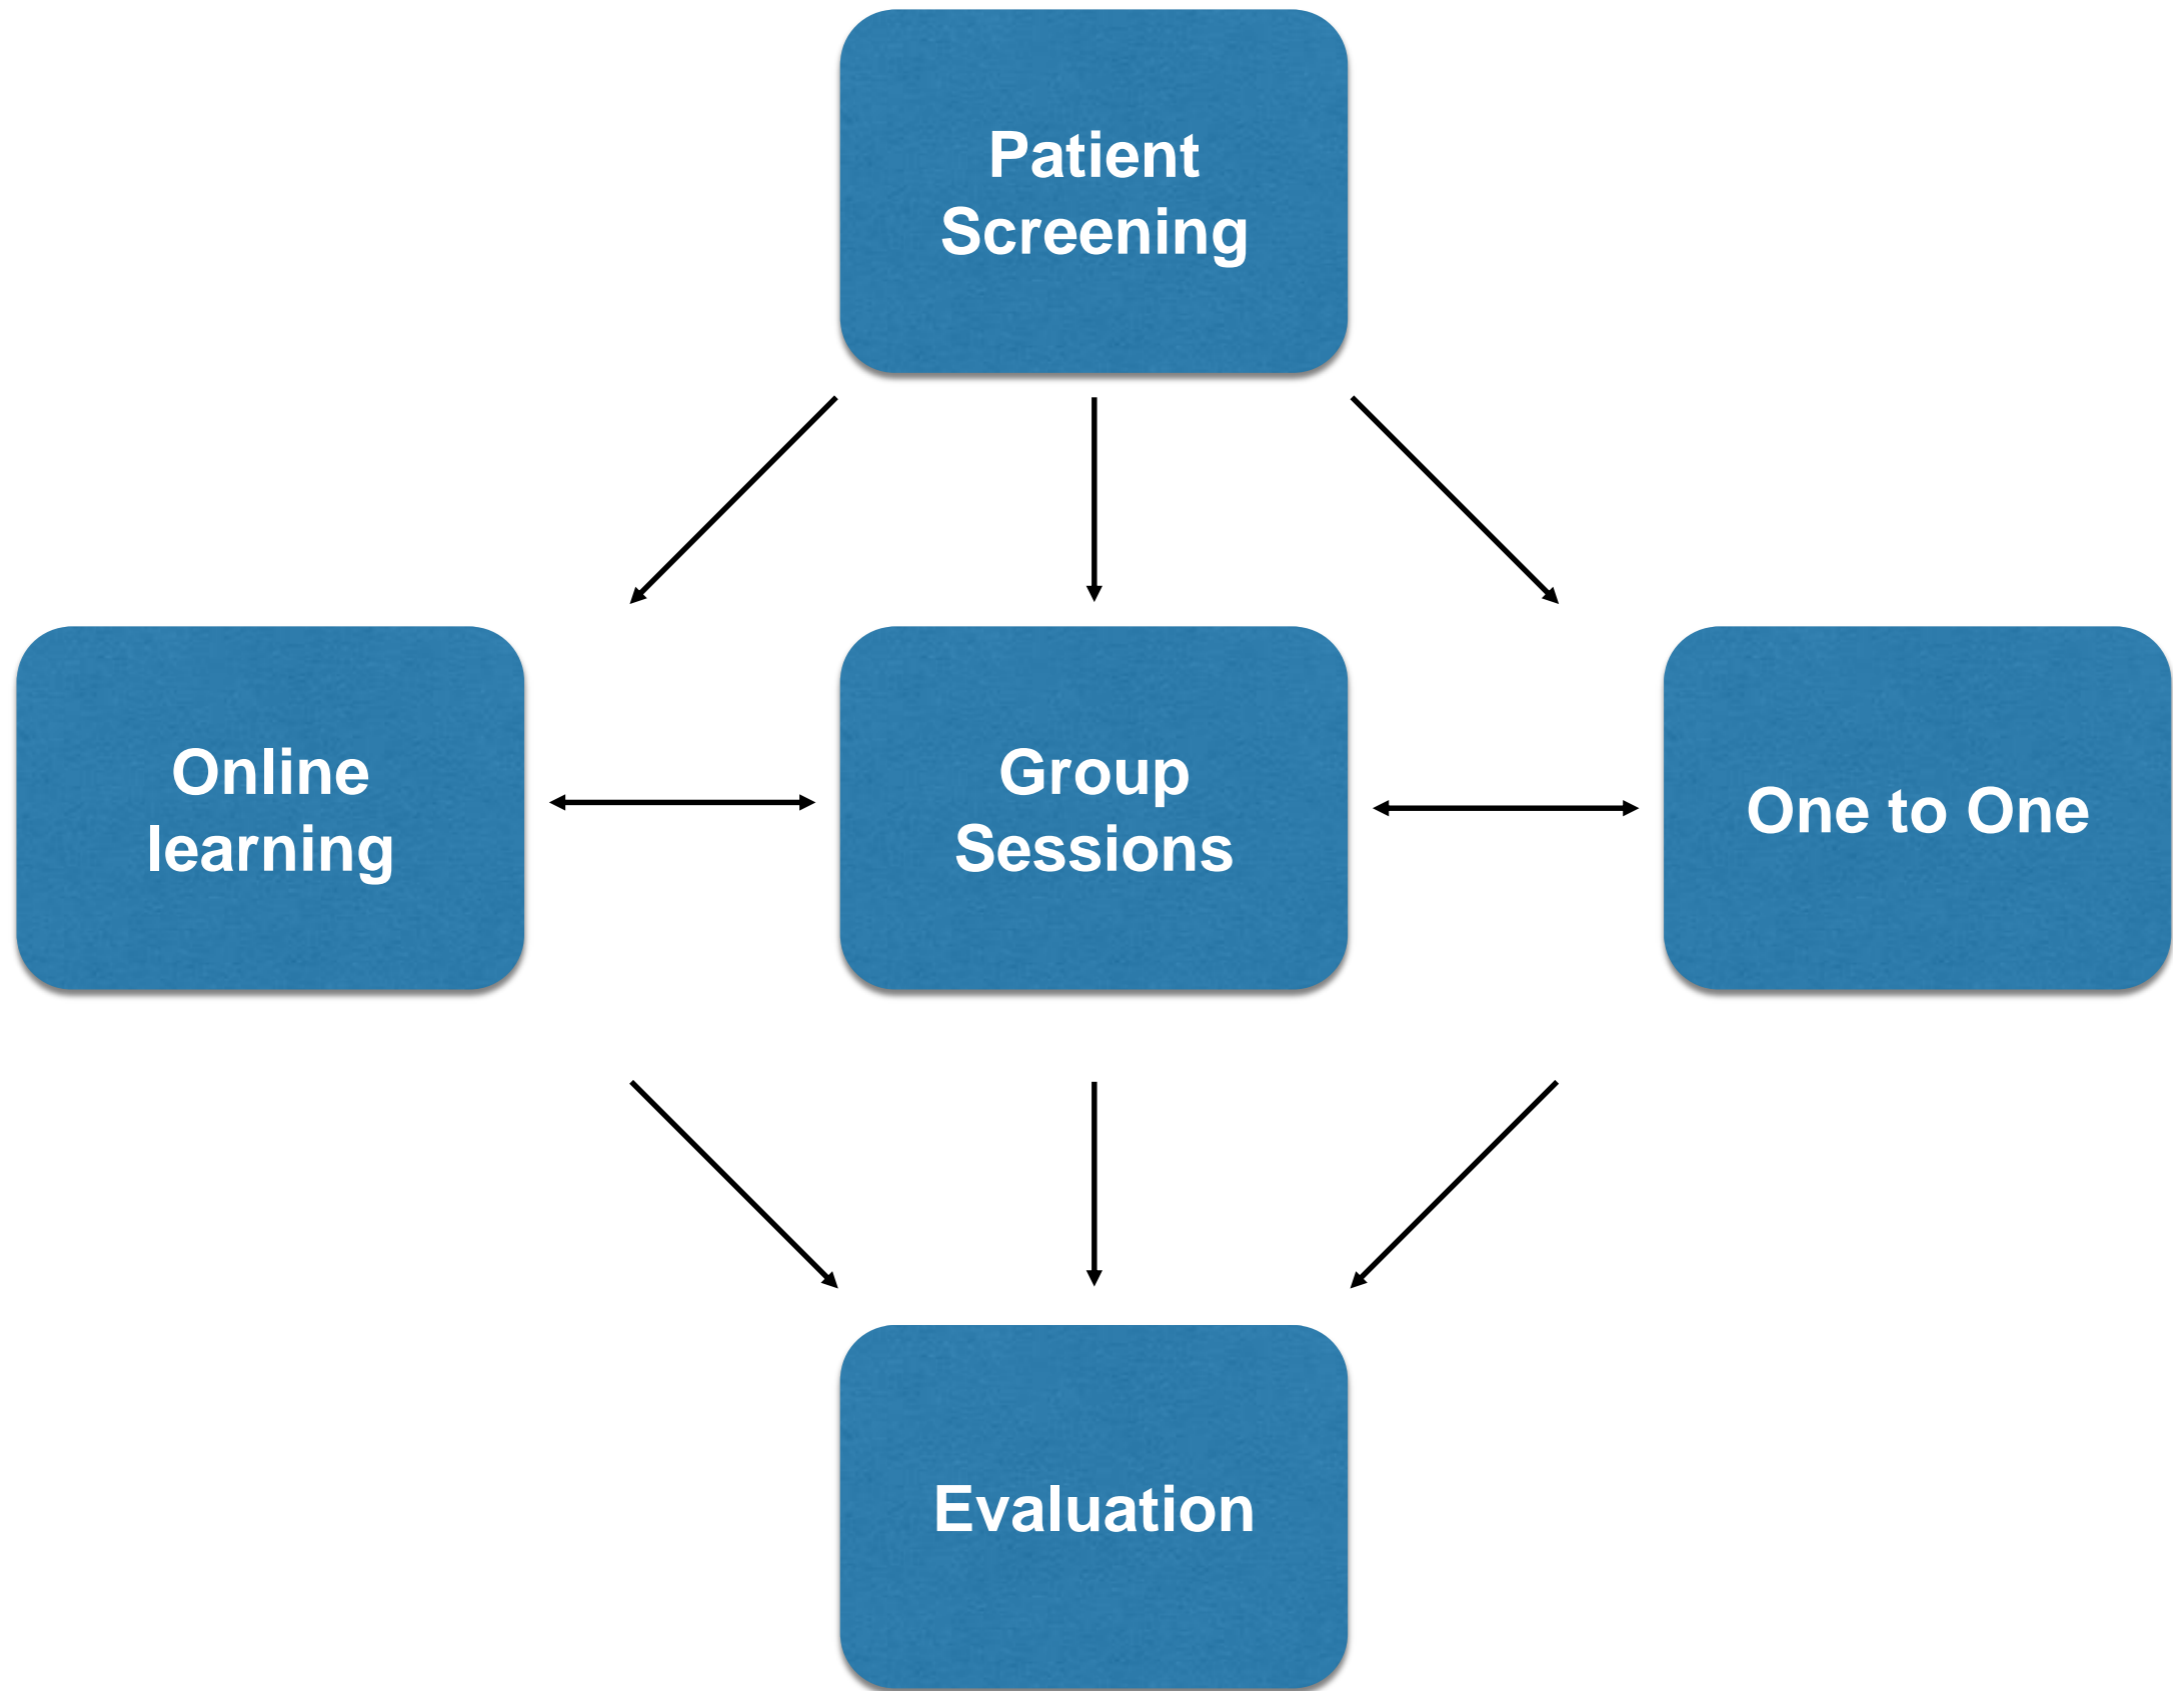 Patient
Screening
Online
learning
Group
Sessions
One to One
Evaluation